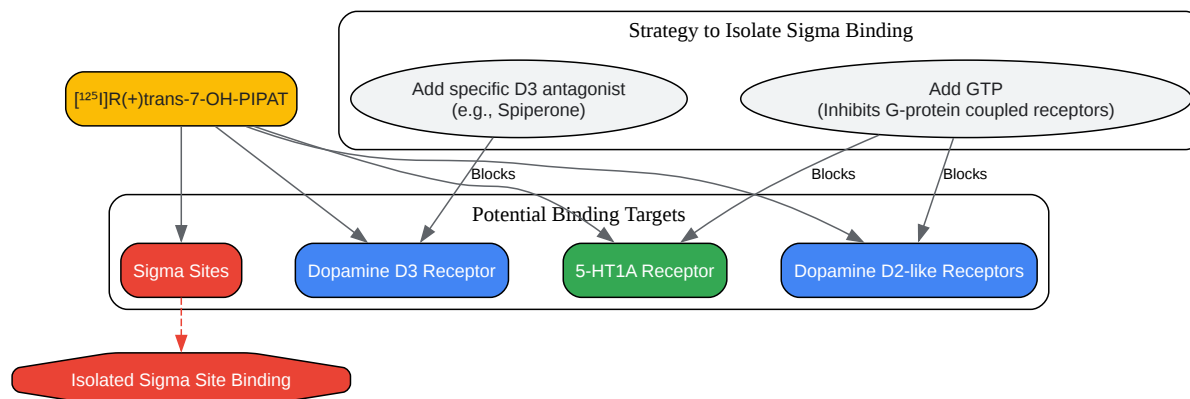 Strategy to Isolate Sigma Binding
[¹²⁵I]R(+)trans-7-OH-PIPAT
Add specific D3 antagonist
(e.g., Spiperone)
Add GTP
(Inhibits G-protein coupled receptors)
Blocks
Blocks
Blocks
Potential Binding Targets
Sigma Sites
Dopamine D3 Receptor
5-HT1A Receptor
Dopamine D2-like Receptors
Isolated Sigma Site Binding